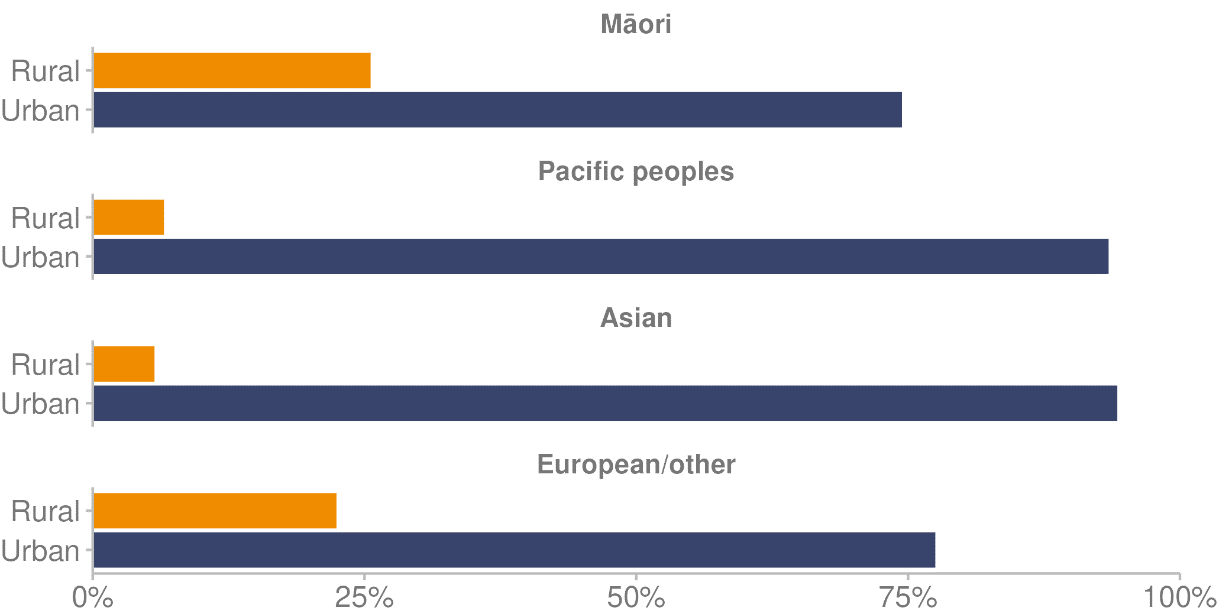 Māori
Rural
Urban
Pacific peoples
Rural
Urban
Asian
Rural
Urban
European/other
Rural
Urban
0% 25% 50% 75% 100%